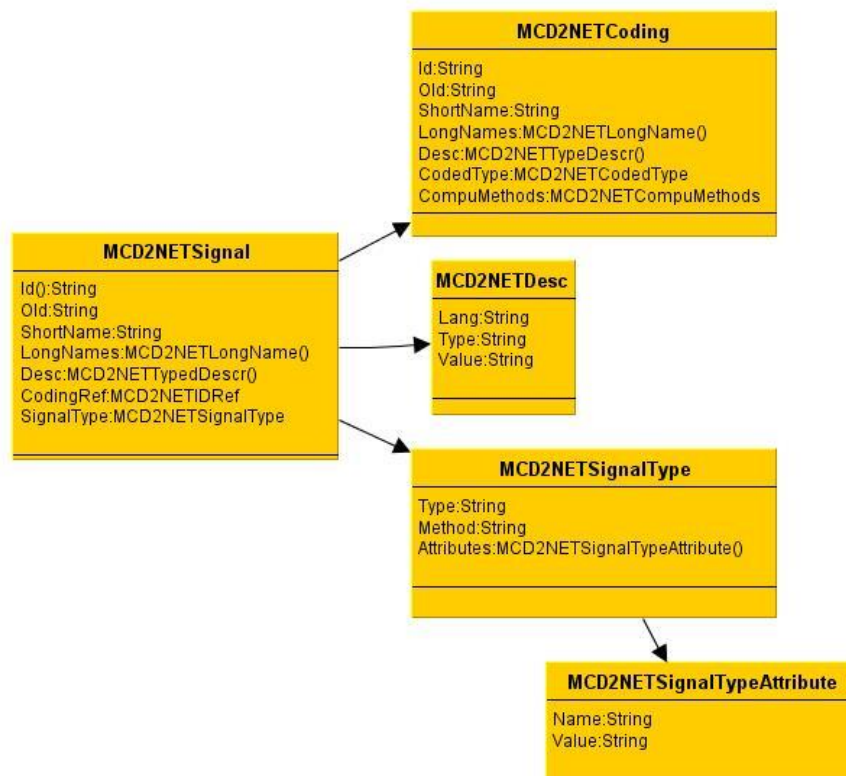 MCD2NETCoding
Id:String
OId:String
ShortName:String
LongNames:MCD2NETLongName()
Desc:MCD2NETTypeDescr()
CodedType:MCD2NETCodedType
CompuMethods:MCD2NETCompuMethods
MCD2NETSignal
Id():String
OId:String
ShortName:String
LongNames:MCD2NETLongName()
Desc:MCD2NETTypedDescr()
CodingRef:MCD2NETIDRef
SignalType:MCD2NETSignalType
MCD2NETDesc
Lang:String
Type:String
Value:String
MCD2NETSignalType
Type:String
Method:String
Attributes:MCD2NETSignalTypeAttribute()
MCD2NETSignalTypeAttribute
Name:String
Value:String